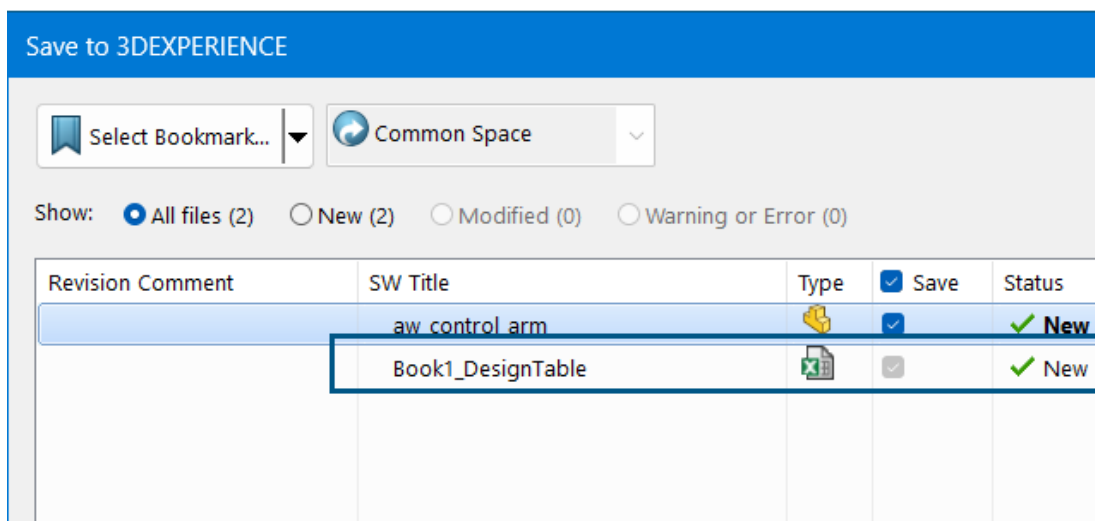 Save to 3DEXPERIENCE
Select Bookmark... Common Space
Show: All files (2) New (2) Modified (0) Warning or Error (0)
Revision Comment SW Title Type Save Status
aw_control_arm New
Book1_DesignTable New